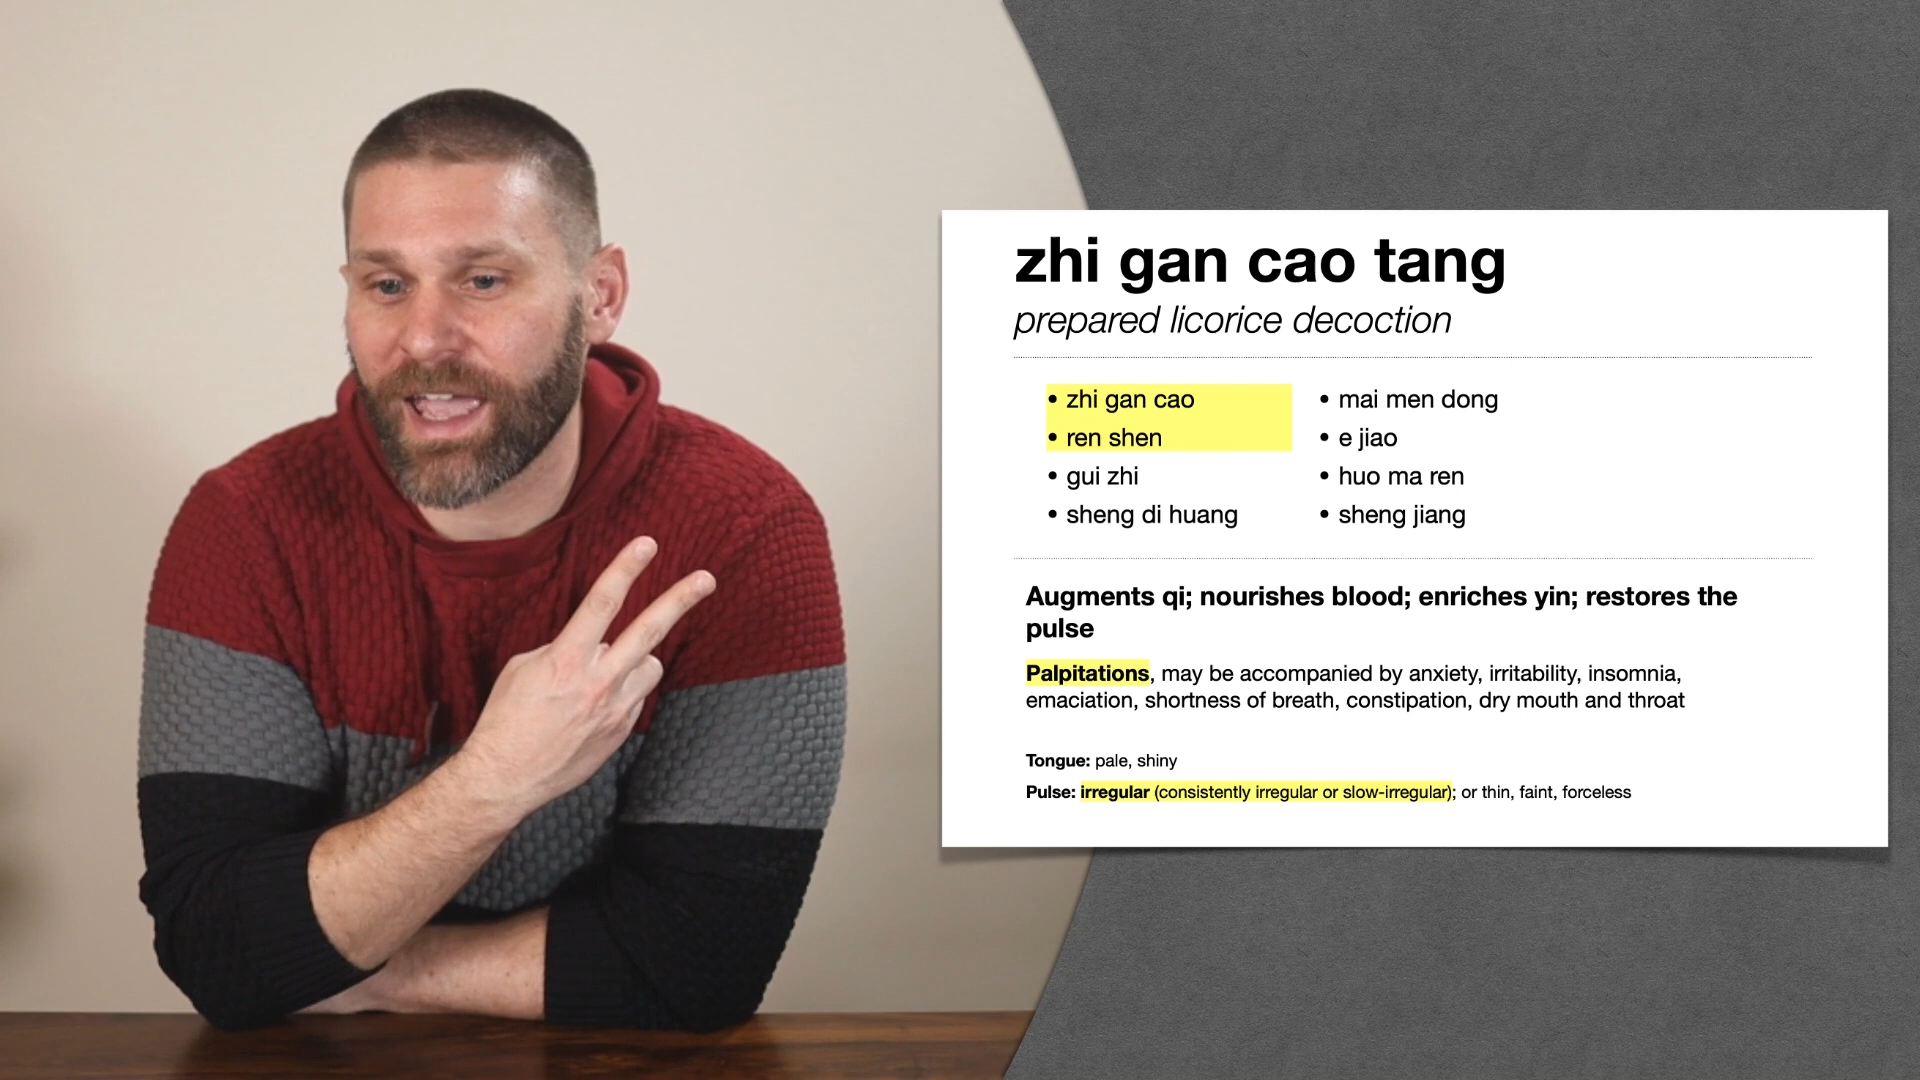 zhi gan cao tang
prepared licorice decoction
• zhi gan cao
• ren shen
• gui zhi
• sheng di huang
• mai men dong
• e jiao
• huo ma ren
• sheng jiang
Augments qi; nourishes blood; enriches yin; restores the
pulse
Palpitations, may be accompanied by anxiety, irritability, insomnia,
emaciation, shortness of breath, constipation, dry mouth and throat
Tongue: pale, shiny
Pulse: irregular (consistently irregular or slow-irregular); or thin, faint, forceless